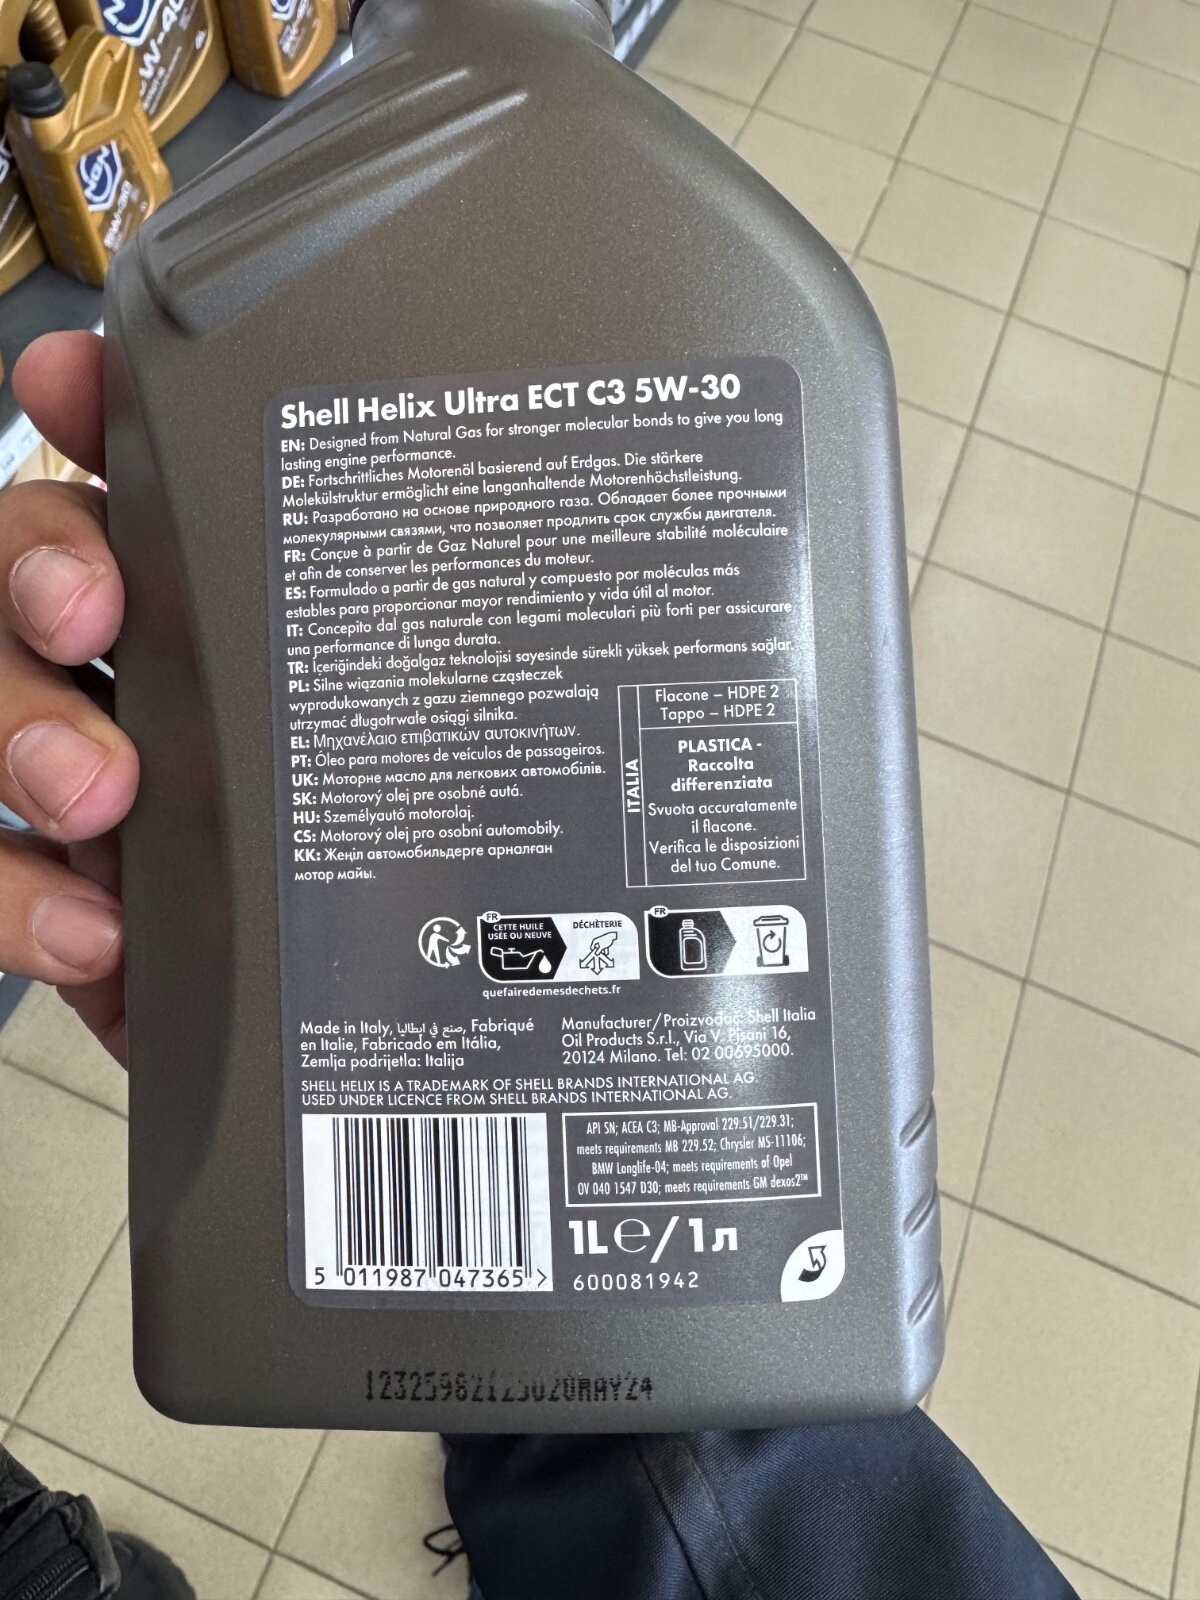 W-40
NGN
5W-30
Shell Helix Ultra ECT C3 5W-30
EN: Designed from Natural Gas for stronger molecular bonds to give you long
lasting engine performance.
DE: Fortschrittliches Motorenöl basierend auf Erdgas. Die stärkere
Molekülstruktur ermöglicht eine langanhaltende Motorenhöchstleistung.
RU: Разработано на основе природного газа. Обладает более прочными
молекулярными связями, что позволяет продлить срок службы двигателя.
FR: Conçue à partir de Gaz Naturel pour une meilleure stabilité moléculaire
et afin de conserver les performances du moteur.
ES: Formulado a partir de gas natural y compuesto por moléculas más
estables para proporcionar mayor rendimiento y vida útil al motor.
IT: Concepito dal gas naturale con legami moleculari più forti per assicurare
una performance di lunga durata.
TR: İçeriğindeki doğalgaz teknolojisi sayesinde sürekli yüksek performans sağlar.
PL: Silne wiązania molekularne cząsteczek
wyprodukowanych z gazu ziemnego pozwalają
utrzymać długotrwałe osiągi silnika.
EL: Μηχανέλαιο επιβατικών αυτοκινήτων.
PT: Óleo para motores de veículos de passageiros.
UK: Моторне масло для легкових автомобілів.
SK: Motorový olej pre osobné autá.
HU: Személyautó motorolaj.
CS: Motorový olej pro osobní automobily.
KK: Жеңіл автомобильдерге арналған
мотор майы.
ITALIA
Flacone – HDPE 2
Tappo – HDPE 2
PLASTICA -
Raccolta
differenziata
Svuota accuratamente
il flacone.
Verifica le disposizioni
del tuo Comune.
FR
CETTE HUILE
USÉE OU NEUVE
DÉCHÈTERIE
FR
quefairedemesdechets.fr
Made in Italy, صنع في ايطاليا, Fabriqué
en Italie, Fabricado em Itália,
Zemlja podrijetla: Italija
Manufacturer/Proizvođač: Shell Italia
Oil Products S.r.l., Via V. Pisani 16,
20124 Milano. Tel: 02 00695000.
SHELL HELIX IS A TRADEMARK OF SHELL BRANDS INTERNATIONAL AG.
USED UNDER LICENCE FROM SHELL BRANDS INTERNATIONAL AG.
API SN; ACEA C3; MB-Approval 229.51/229.31;
meets requirements MB 229.52; Chrysler MS-11106;
BMW Longlife-04; meets requirements of Opel
OV 040 1547 D30; meets requirements GM dexos2™
5 011987 047365 >
1L℮/1л
600081942
MAY24